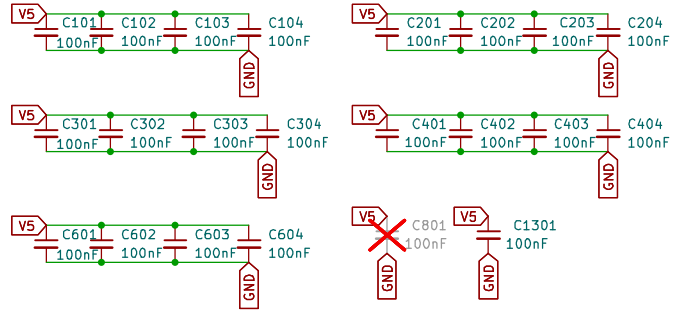 V5 C101 C102 C103 C104
100nF 100nF 100nF 100nF
GND
V5 C201 C202 C203 C204
100nF 100nF 100nF 100nF
GND
V5 C301 C302 C303 C304
100nF 100nF 100nF 100nF
GND
V5 C401 C402 C403 C404
100nF 100nF 100nF 100nF
GND
V5 C601 C602 C603 C604
100nF 100nF 100nF 100nF
GND
V5 C801
100nF
GND
V5 C1301
100nF
GND